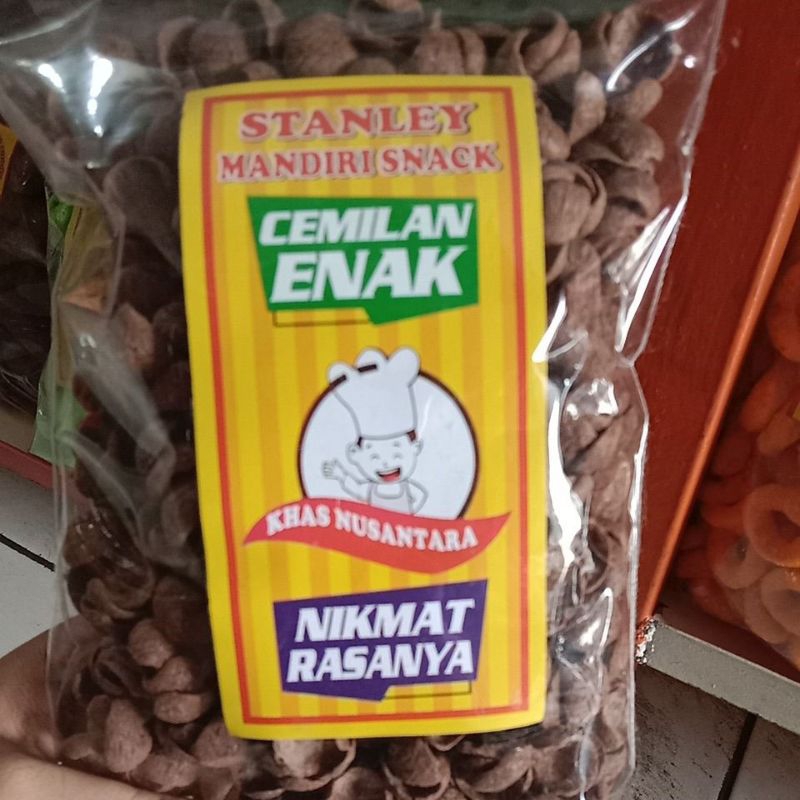 STANLEY
MANDIRI SNACK
CEMILAN
ENAK
KHAS NUSANTARA
NIKMAT
RASANYA